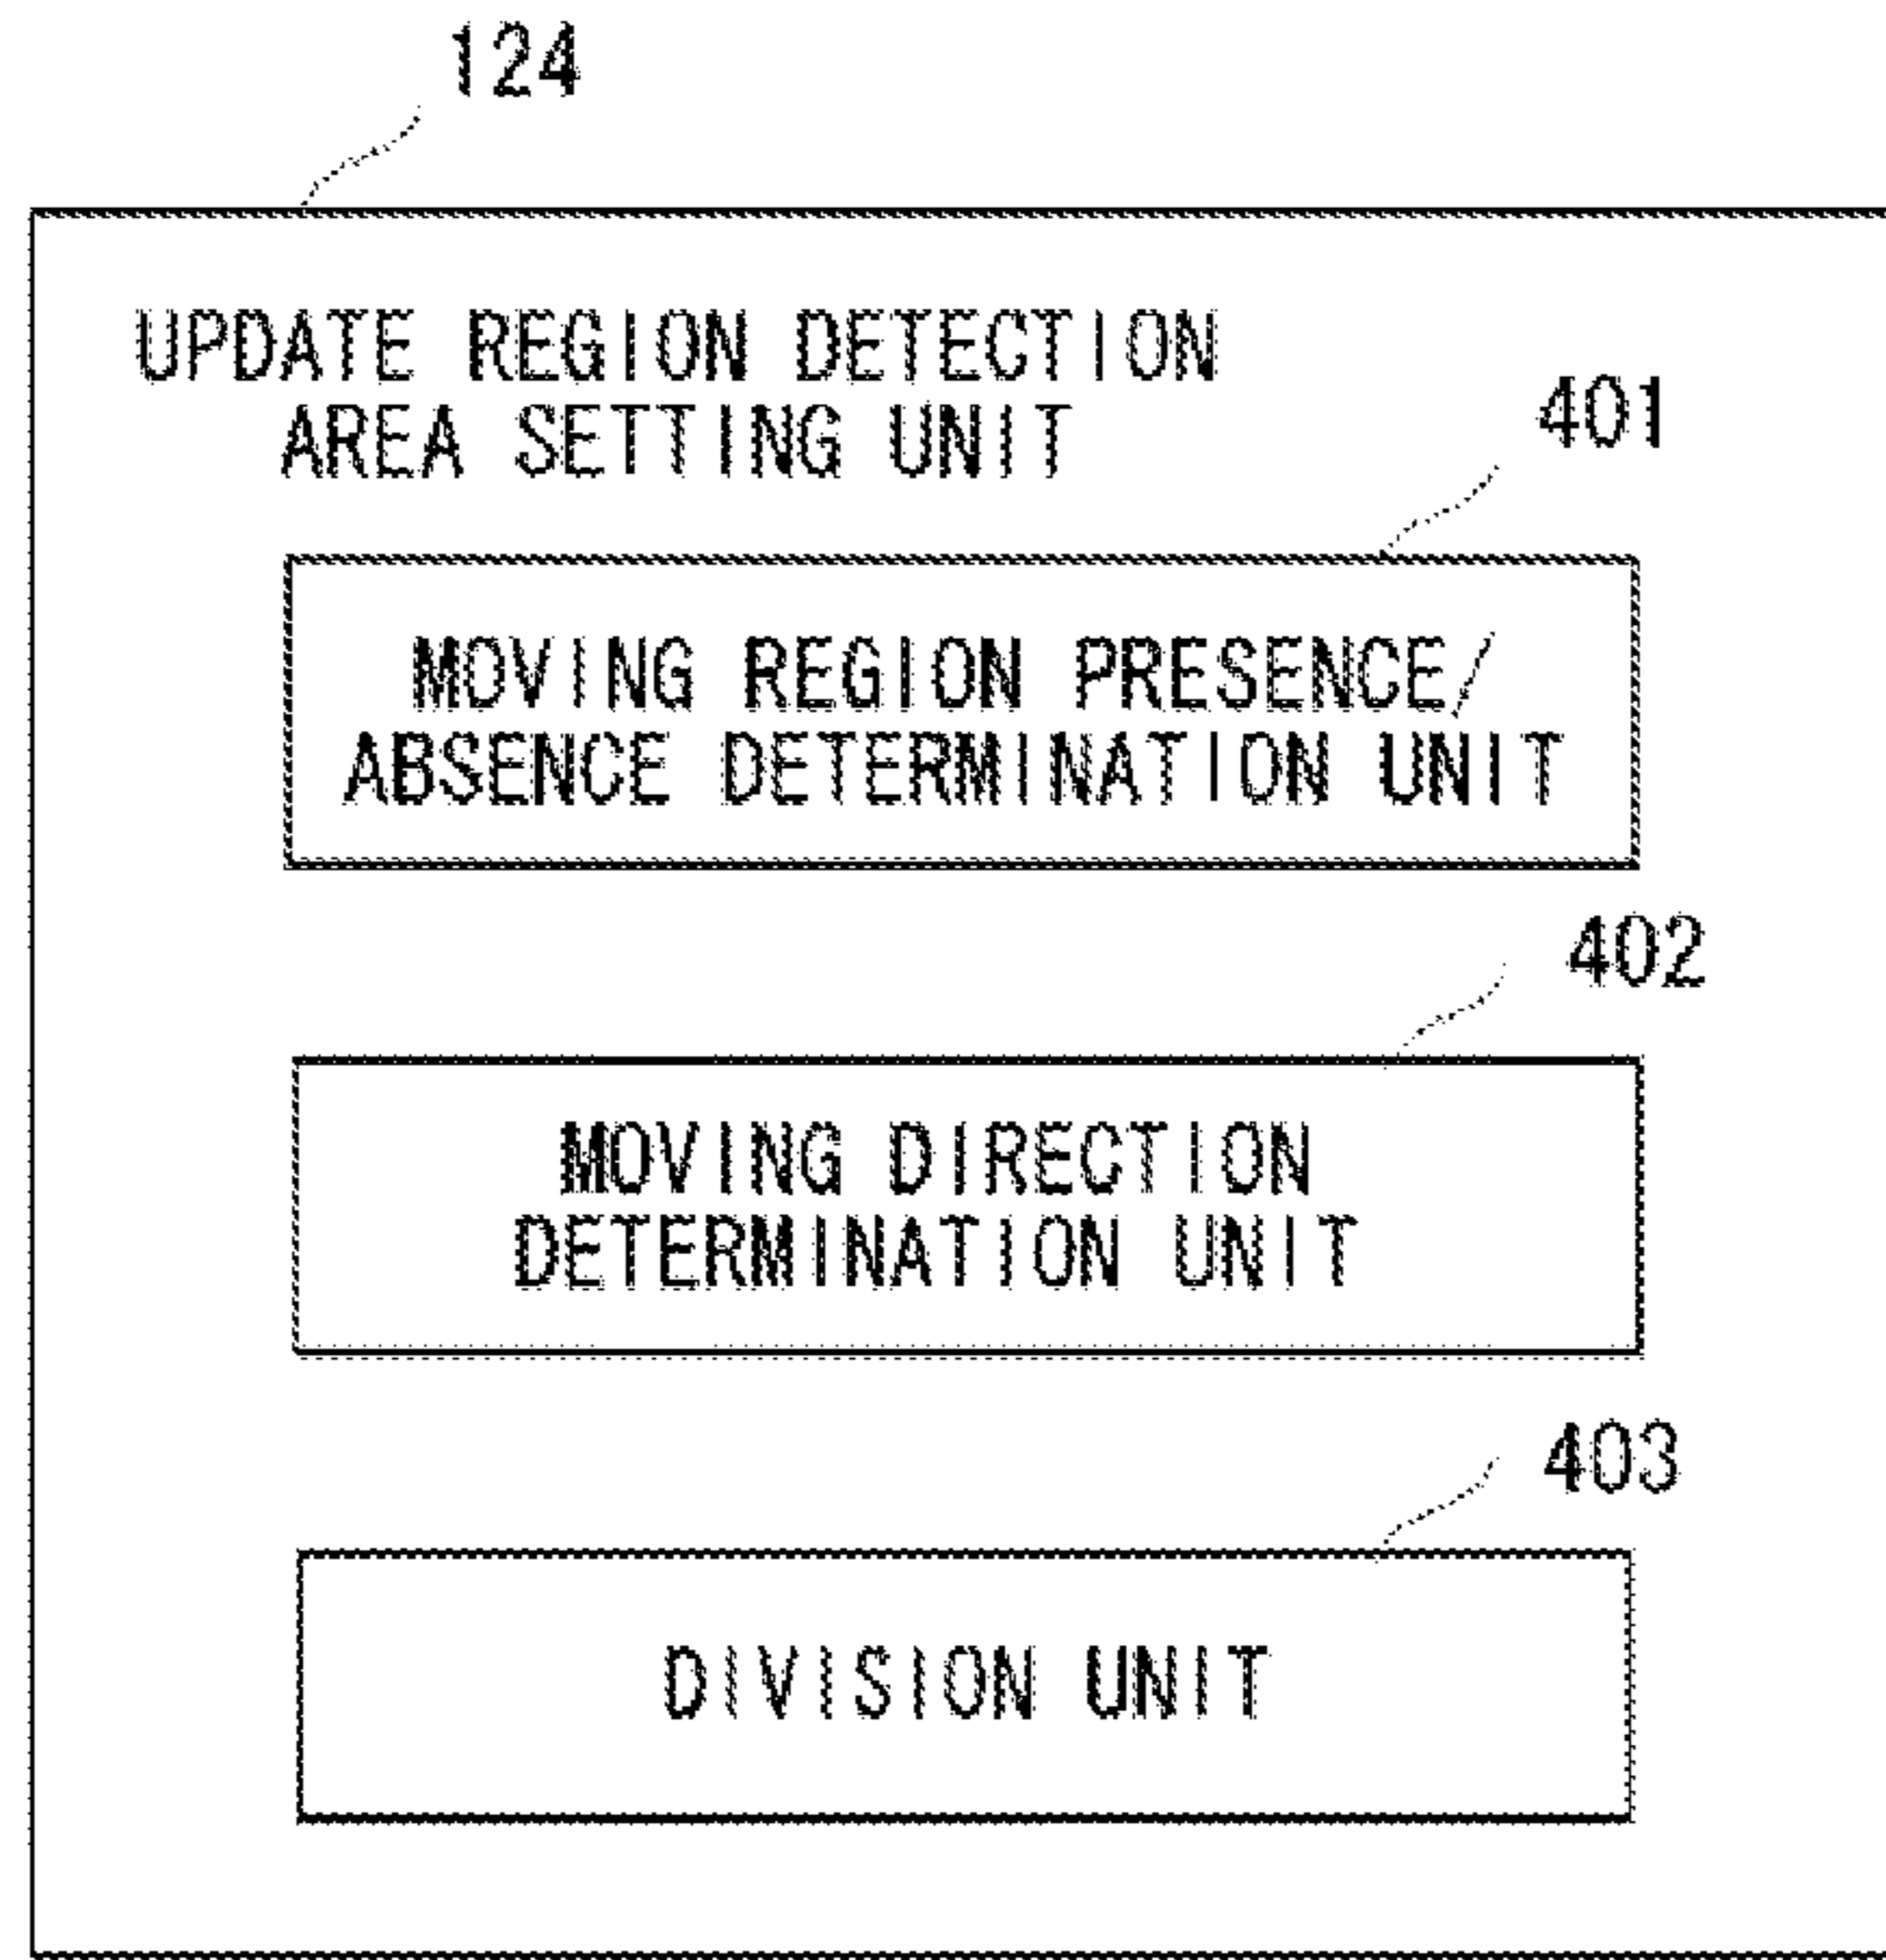 124
UPDATE REGION DETECTION
AREA SETTING UNIT
401
MOVING REGION PRESENCE/
ABSENCE DETERMINATION UNIT
402
MOVING DIRECTION
DETERMINATION UNIT
403
DIVISION UNIT